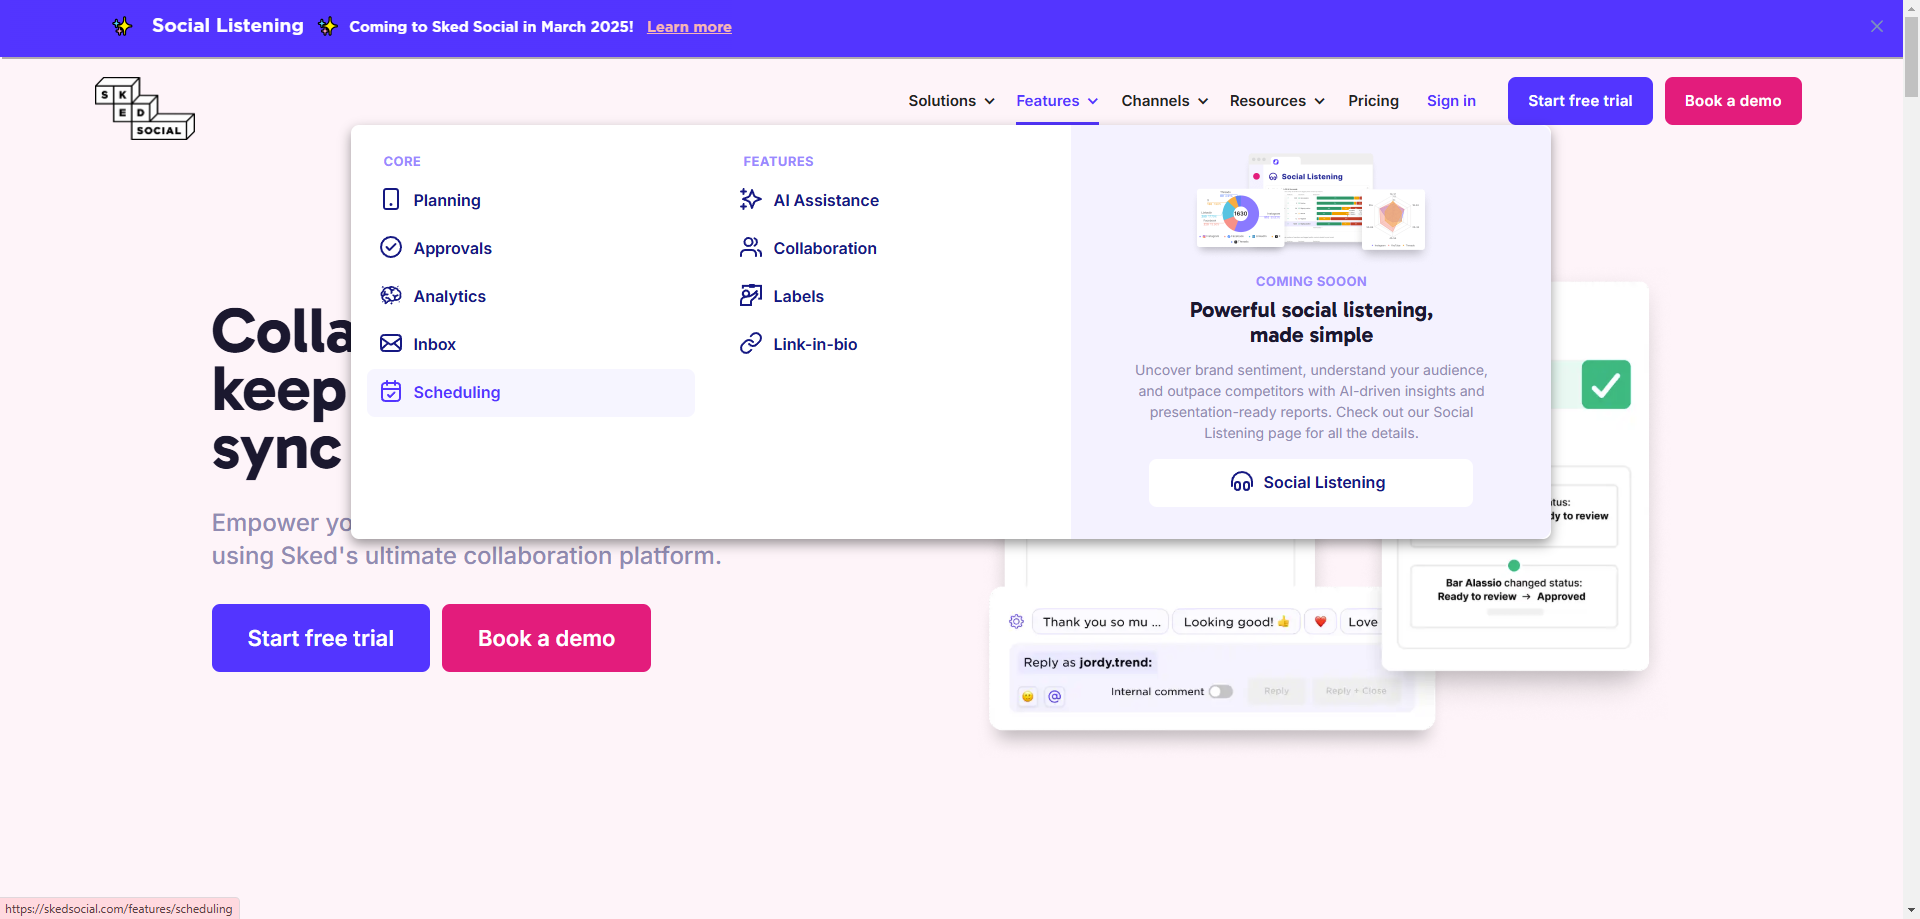 Social Listening
Coming to Sked Social in March 2025!
Learn more
SK
ED
SOCIAL
Solutions
Features
Channels
Resources
Pricing
Sign in
Start free trial
Book a demo
CORE
Planning
Approvals
Analytics
Inbox
Scheduling
FEATURES
AI Assistance
Collaboration
Labels
Link-in-bio
Social Listening
1630
COMING SOOON
Powerful social listening,
made simple
Uncover brand sentiment, understand your audience,
and outpace competitors with AI-driven insights and
presentation-ready reports. Check out our Social
Listening page for all the details.
Social Listening
Colla
keep
sync
Empower yo
using Sked's ultimate collaboration platform.
Start free trial
Book a demo
tus:
dy to review
Bar Alassio changed status:
Ready to review → Approved
Thank you so mu ...
Looking good! 👍
❤️
Love
Reply as jordy.trend:
Internal comment
Reply
Reply + Close
https://skedsocial.com/features/scheduling